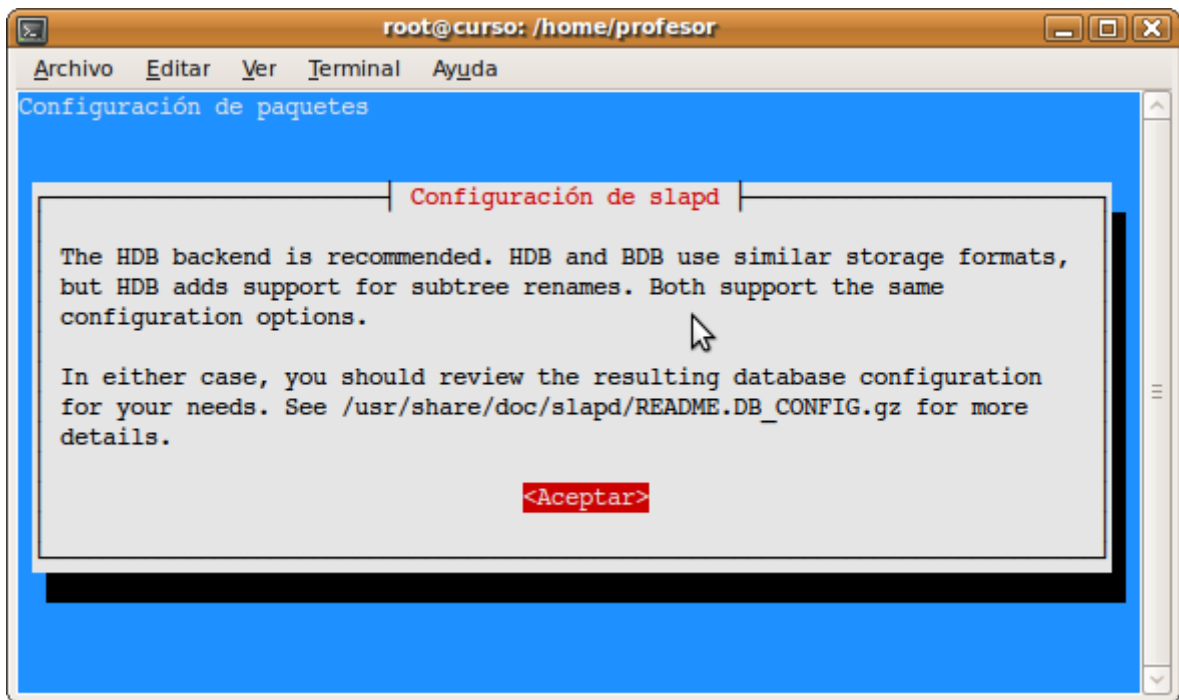 root@curso: /home/profesor
Archivo Editar Ver Terminal Ayuda
Configuración de paquetes
Configuración de slapd
The HDB backend is recommended. HDB and BDB use similar storage formats,
but HDB adds support for subtree renames. Both support the same
configuration options.
In either case, you should review the resulting database configuration
for your needs. See /usr/share/doc/slapd/README.DB_CONFIG.gz for more
details.
<Aceptar>